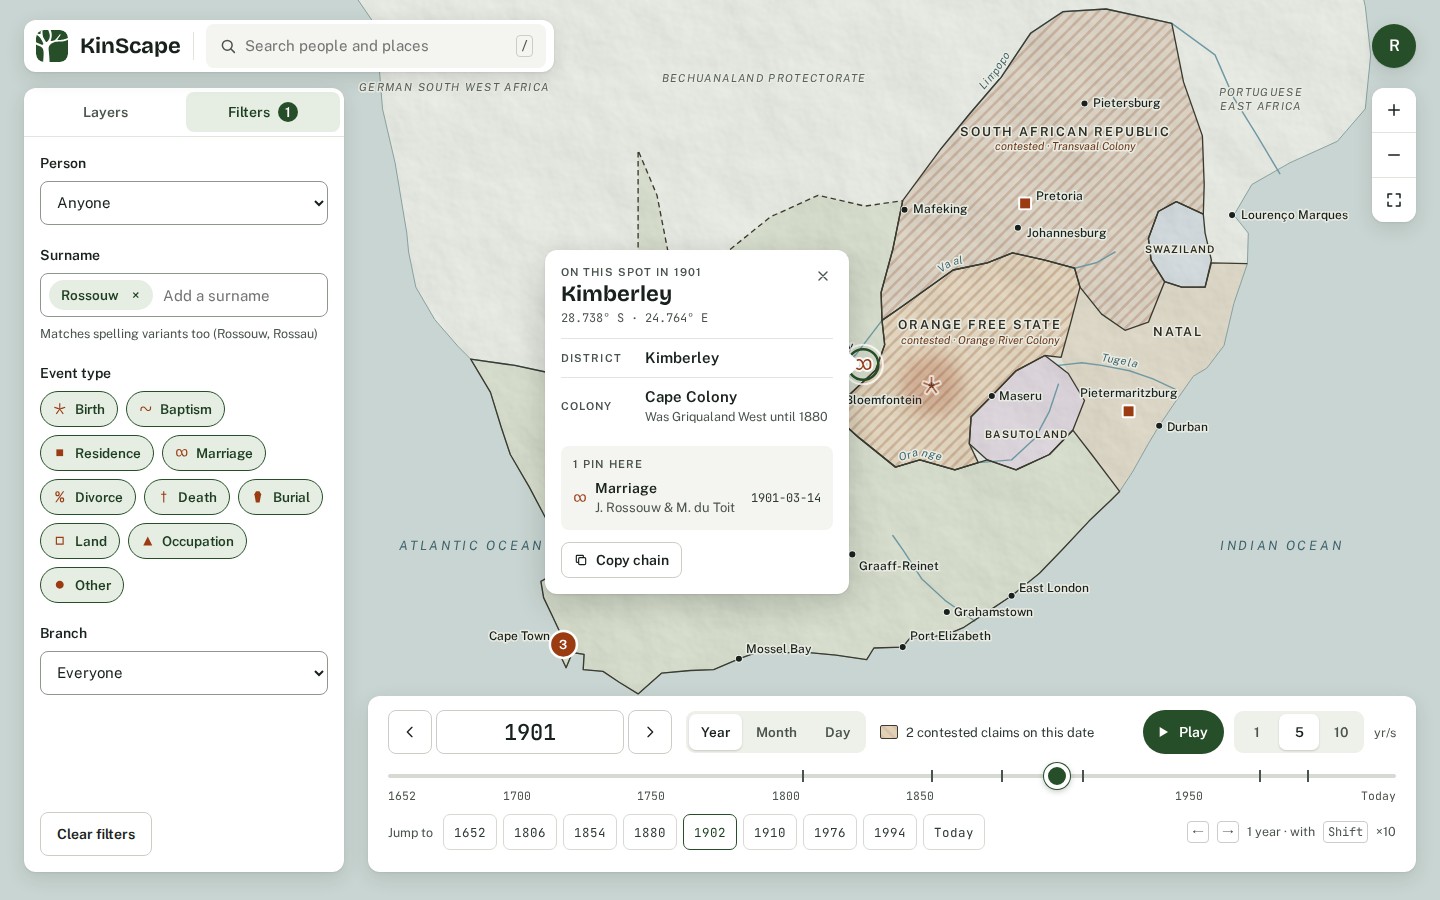 KinScape
Search people and places
/
R
Layers
Filters 1
Person
Anyone
Surname
Rossouw ×
Add a surname
Matches spelling variants too (Rossouw, Rossau)
Event type
Birth
Baptism
Residence
Marriage
Divorce
Death
Burial
Land
Occupation
Other
Branch
Everyone
Clear filters
GERMAN SOUTH WEST AFRICA
BECHUANALAND PROTECTORATE
Limpopo
PORTUGUESE
EAST AFRICA
Pietersburg
SOUTH AFRICAN REPUBLIC
contested · Transvaal Colony
Pretoria
Mafeking
Johannesburg
Lourenço Marques
SWAZILAND
Vaal
ORANGE FREE STATE
contested · Orange River Colony
NATAL
Tugela
Bloemfontein
Maseru
Pietermaritzburg
Durban
BASUTOLAND
Orange
ATLANTIC OCEAN
INDIAN OCEAN
Graaff-Reinet
East London
Grahamstown
Port Elizabeth
Mossel Bay
Cape Town
3
ON THIS SPOT IN 1901
Kimberley
28.738° S · 24.764° E
DISTRICT
Kimberley
COLONY
Cape Colony
Was Griqualand West until 1880
1 PIN HERE
Marriage
J. Rossouw & M. du Toit
1901-03-14
Copy chain
+
−
1901
Year
Month
Day
2 contested claims on this date
Play
1
5
10
yr/s
1652
1700
1750
1800
1850
1950
Today
Jump to
1652
1806
1854
1880
1902
1910
1976
1994
Today
← → 1 year · with Shift ×10